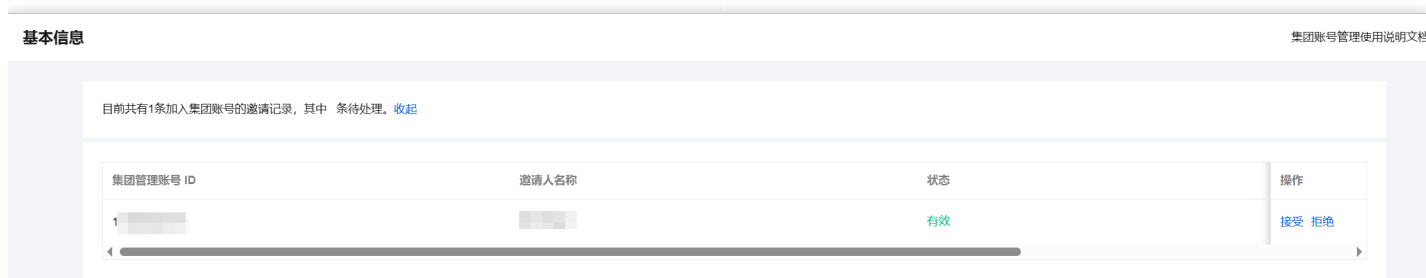 基本信息
集团账号管理使用说明文档
目前共有1条加入集团账号的邀请记录，其中 条待处理。收起
集团管理账号 ID 邀请人名称 状态 操作
1 有效 接受 拒绝